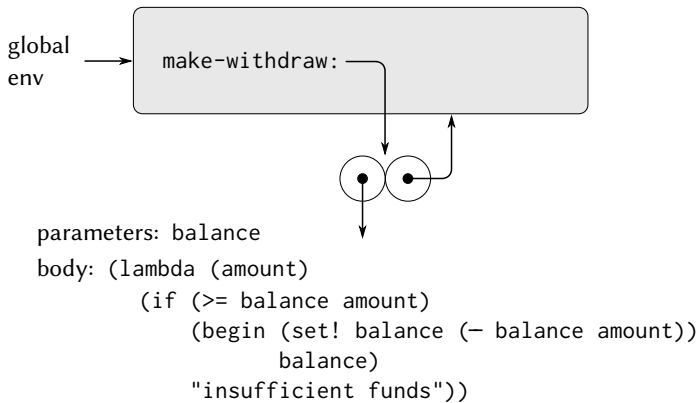 global
env
make-withdraw:
parameters: balance
body: (lambda (amount)
(if (>= balance amount)
(begin (set! balance (— balance amount))
balance)
"insufficient funds"))